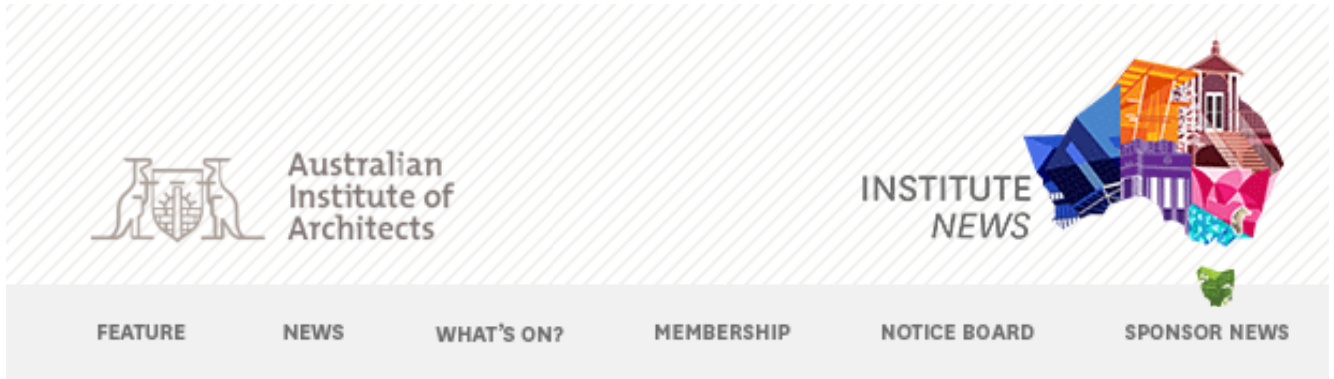 Australian
Institute of
Architects
INSTITUTE
NEWS
FEATURE NEWS WHAT'S ON? MEMBERSHIP NOTICE BOARD SPONSOR NEWS